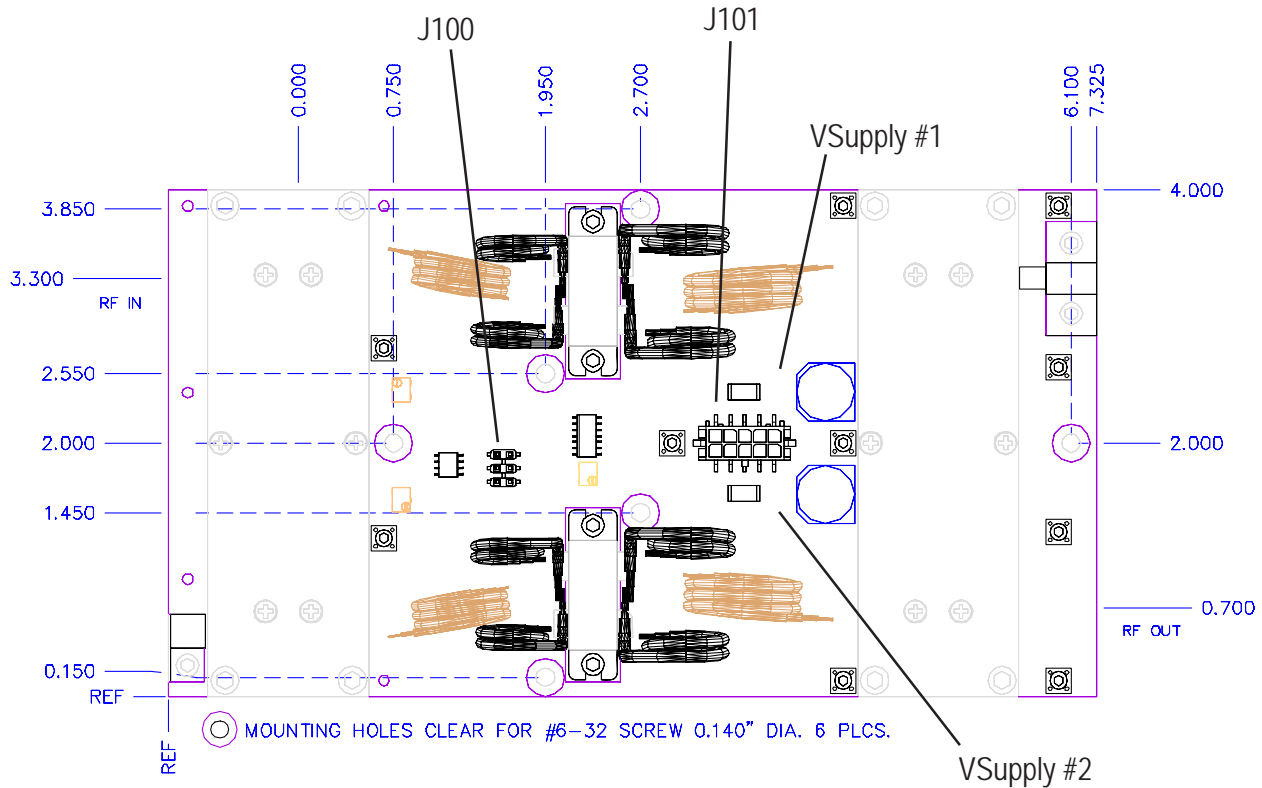 J100
J101
0.000
0.750
1.950
2.700
6.100
7.325
VSupply #1
3.850
4.000
3.300
RF IN
2.550
2.000
2.000
1.450
0.700
RF OUT
0.150
REF
REF
MOUNTING HOLES CLEAR FOR #6-32 SCREW 0.140" DIA. 6 PLCS.
VSupply #2